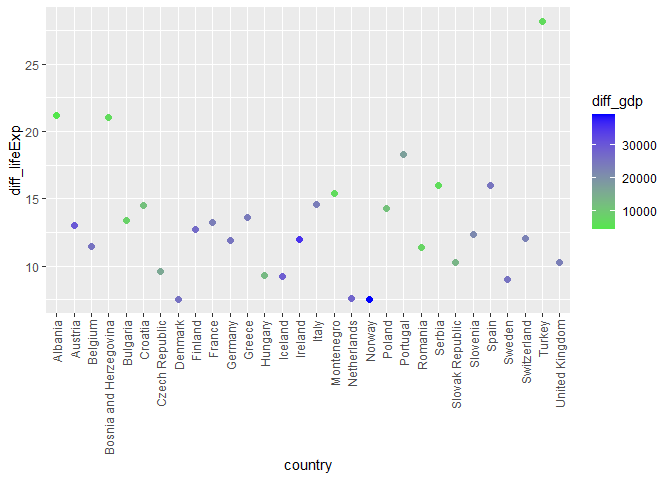 diff_lifeExp
25
20
15
10
Albania
Austria
Belgium
Bosnia and Herzegovina
Bulgaria
Croatia
Czech Republic
Denmark
Finland
France
Germany
Greece
Hungary
Iceland
Ireland
Italy
Montenegro
Netherlands
Norway
Poland
Portugal
Romania
Serbia
Slovak Republic
Slovenia
Spain
Sweden
Switzerland
Turkey
United Kingdom
country
diff_gdp
30000
20000
10000